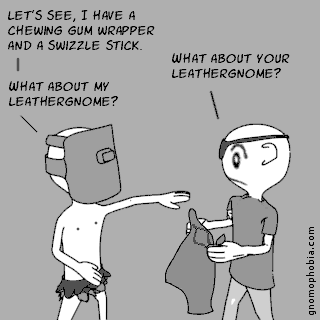 LET'S SEE, I HAVE A
CHEWING GUM WRAPPER
AND A SWIZZLE STICK.
WHAT ABOUT MY
LEATHERGNOME?
WHAT ABOUT YOUR
LEATHERGNOME?
gnomophobia.com